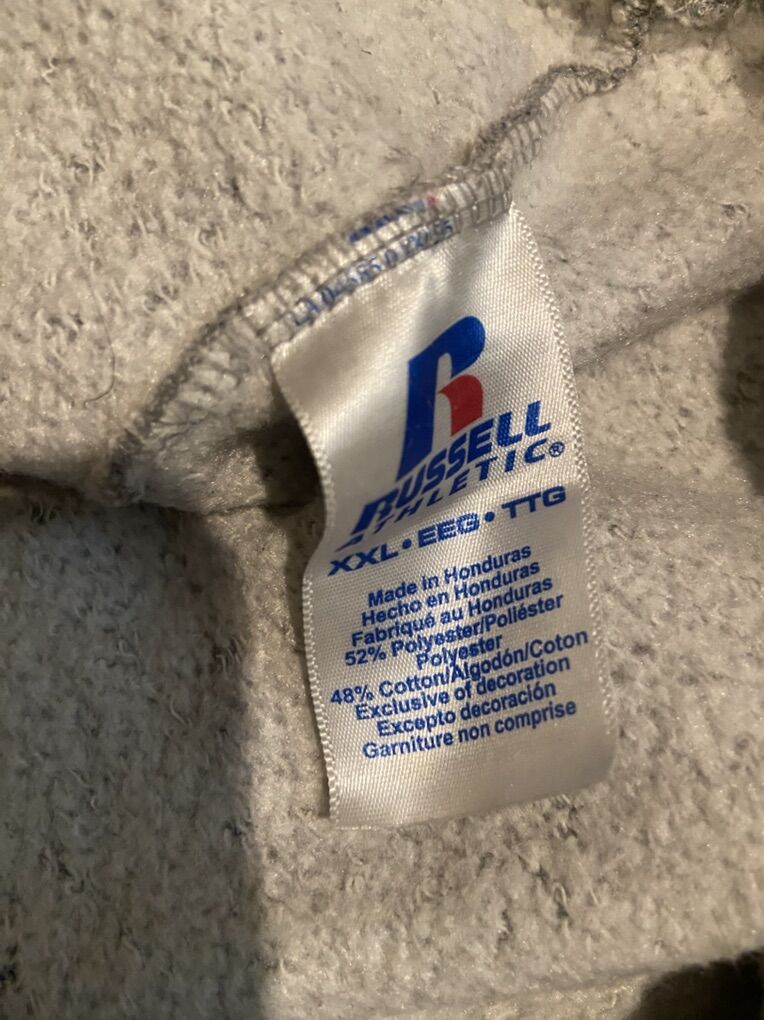 RUSSELL
ATHLETIC®
XXL • EEG • TTG
Made in Honduras
Hecho en Honduras
Fabriqué au Honduras
52% Polyester/Poliéster
Polyester
48% Cotton/Algodón/Coton
Exclusive of decoration
Excepto decoración
Garniture non comprise